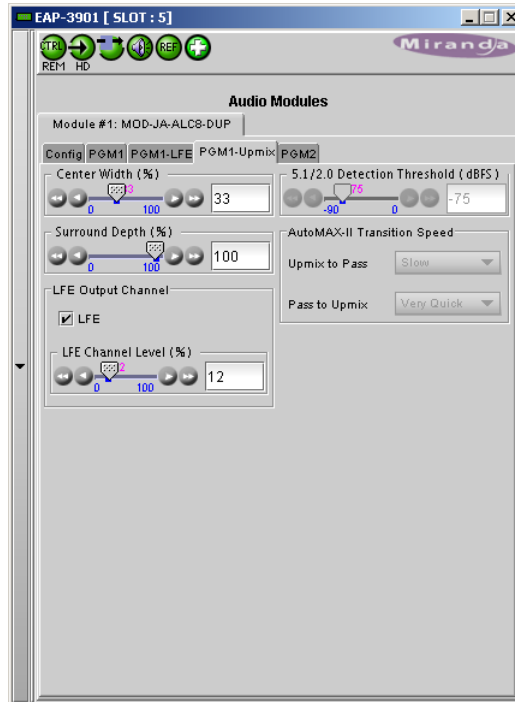 EAP-3901 [ SLOT : 5]
CTRL REF
REM HD
Miranda
Audio Modules
Module #1: MOD-JA-ALC8-DUP
Config PGM1 PGM1-LFE PGM1-Upmix PGM2
Center Width (%)
33
0 100
5.1/2.0 Detection Threshold (dBFS)
75
-75
-90 0
Surround Depth (%)
100
0 100
AutoMAX-II Transition Speed
Upmix to Pass Slow
Pass to Upmix Very Quick
LFE Output Channel
LFE
LFE Channel Level (%)
12
0 100